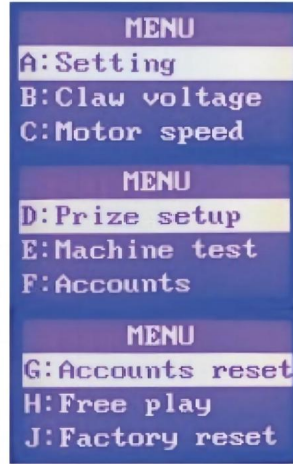 MENU
A:Setting
B:Claw voltage
C:Motor speed
MENU
D:Prize setup
E:Machine test
F:Accounts
MENU
G:Accounts reset
H:Free play
J:Factory reset